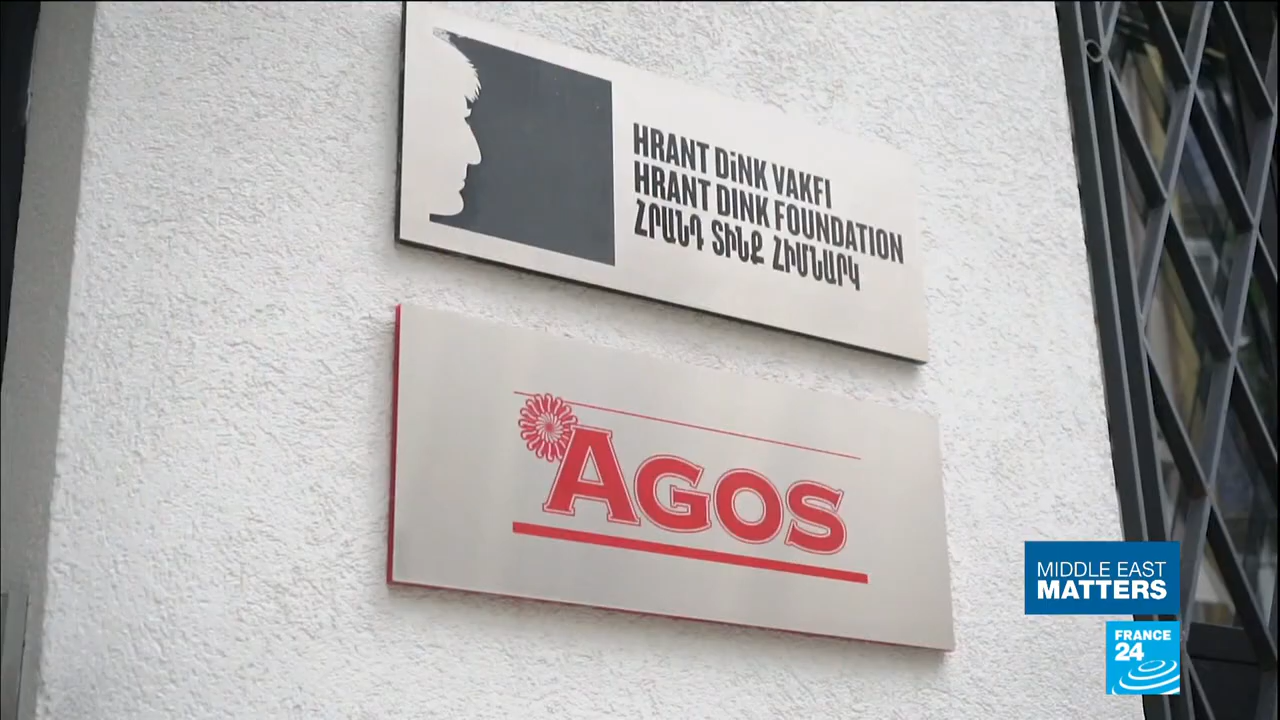 HRANT DiNK VAKFI
HRANT DINK FOUNDATION
ՀՐԱՆԴ ՏԻՆՔ ՀԻՄՆԱՐԿ
AGOS
MIDDLE EAST
MATTERS
FRANCE
24